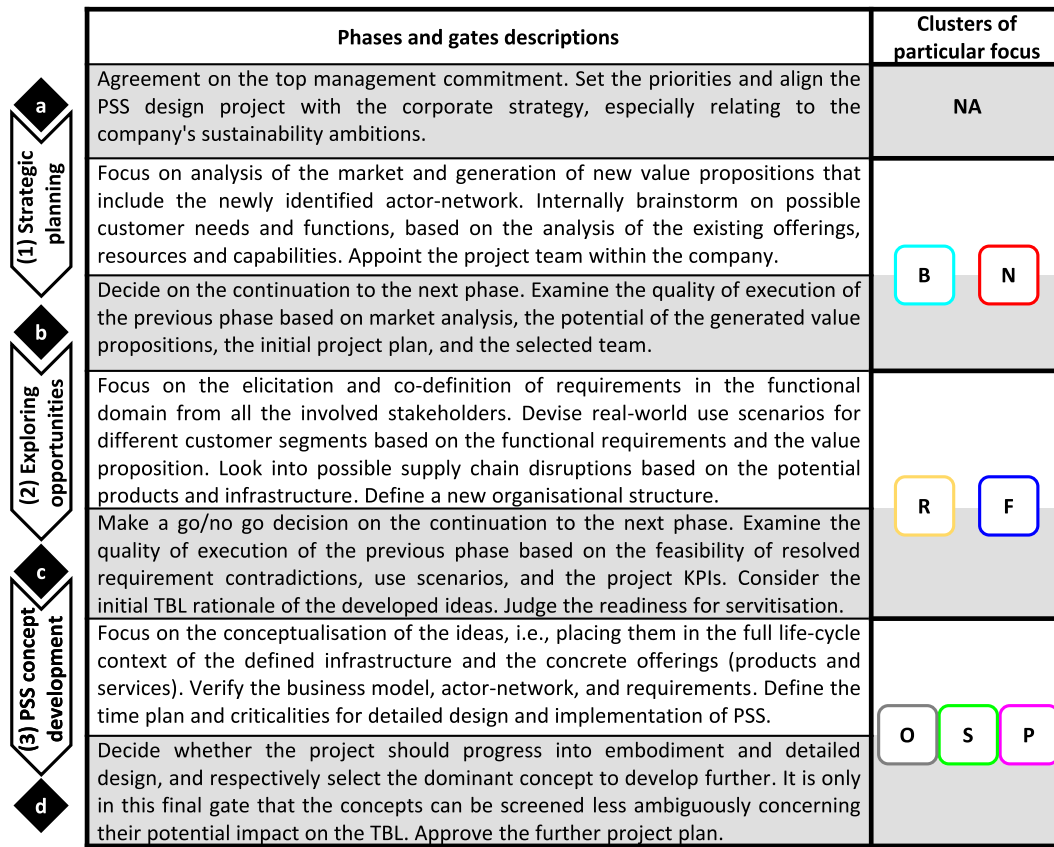 Phases and gates descriptions
Clusters of
particular focus
a
Agreement on the top management commitment. Set the priorities and align the
PSS design project with the corporate strategy, especially relating to the
company's sustainability ambitions.
NA
(1) Strategic
planning
Focus on analysis of the market and generation of new value propositions that
include the newly identified actor-network. Internally brainstorm on possible
customer needs and functions, based on the analysis of the existing offerings,
resources and capabilities. Appoint the project team within the company.
B N
b
Decide on the continuation to the next phase. Examine the quality of execution of
the previous phase based on market analysis, the potential of the generated value
propositions, the initial project plan, and the selected team.
(2) Exploring
opportunities
Focus on the elicitation and co-definition of requirements in the functional
domain from all the involved stakeholders. Devise real-world use scenarios for
different customer segments based on the functional requirements and the value
proposition. Look into possible supply chain disruptions based on the potential
products and infrastructure. Define a new organisational structure.
R F
c
Make a go/no go decision on the continuation to the next phase. Examine the
quality of execution of the previous phase based on the feasibility of resolved
requirement contradictions, use scenarios, and the project KPIs. Consider the
initial TBL rationale of the developed ideas. Judge the readiness for servitisation.
(3) PSS concept
development
Focus on the conceptualisation of the ideas, i.e., placing them in the full life-cycle
context of the defined infrastructure and the concrete offerings (products and
services). Verify the business model, actor-network, and requirements. Define the
time plan and criticalities for detailed design and implementation of PSS.
O S P
d
Decide whether the project should progress into embodiment and detailed
design, and respectively select the dominant concept to develop further. It is only
in this final gate that the concepts can be screened less ambiguously concerning
their potential impact on the TBL. Approve the further project plan.